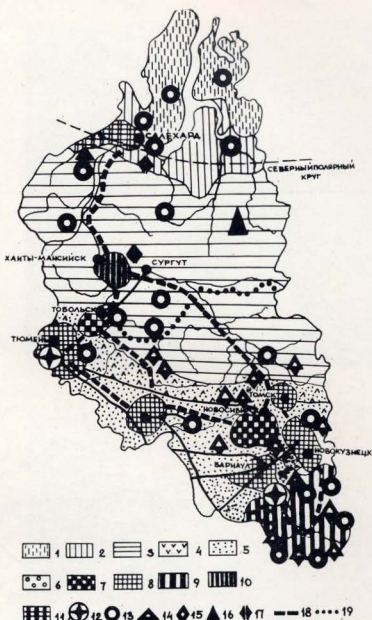 САЛЕХАРД
СЕВЕРНЫЙ ПОЛЯРНЫЙ
КРУГ
ХАНТЫ-МАНСИЙСК
СУРГУТ
ТОБОЛЬСК
ТЮМЕНЬ
ТОМСК
НОВОСИБИРСК
НОВОКУЗНЕЦК
БАРНАУЛ
1 2 3 4 5
6 7 8 9 10
11 12 13 14 15 16 17 18 19